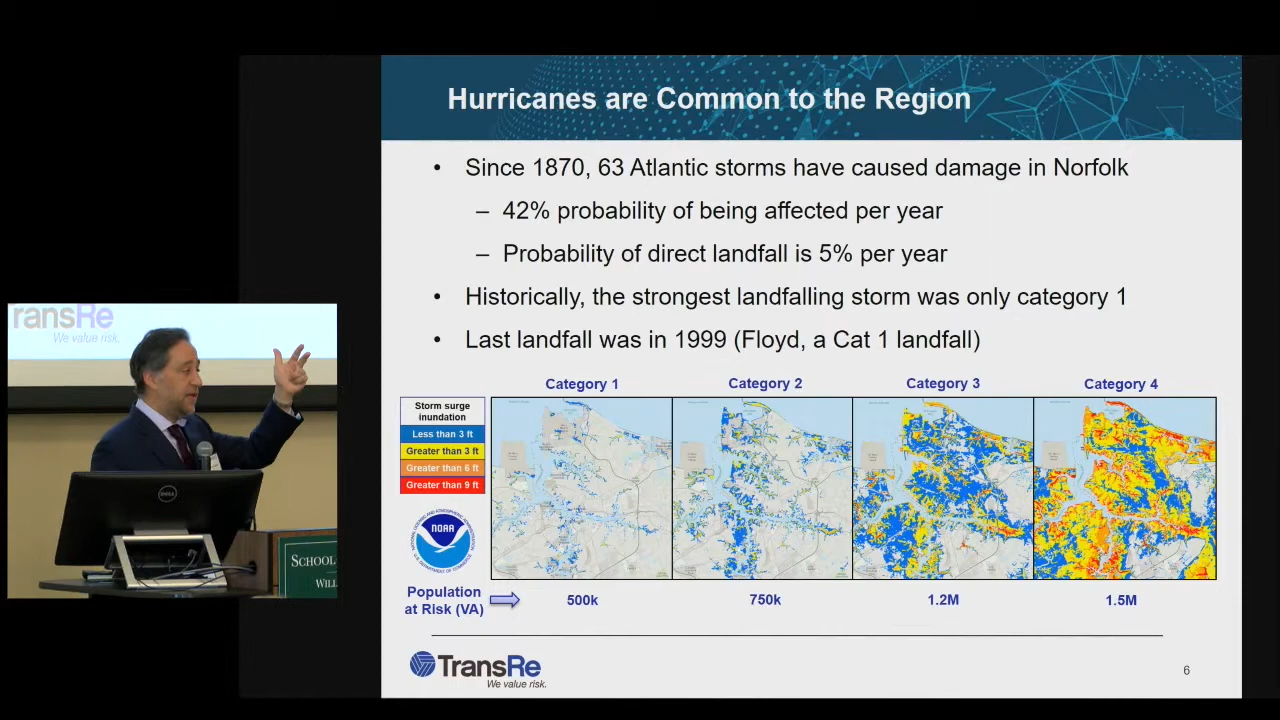 Hurricanes are Common to the Region
• Since 1870, 63 Atlantic storms have caused damage in Norfolk
– 42% probability of being affected per year
– Probability of direct landfall is 5% per year
• Historically, the strongest landfalling storm was only category 1
• Last landfall was in 1999 (Floyd, a Cat 1 landfall)
Category 1
Category 2
Category 3
Category 4
Storm surge
inundation
Less than 3 ft
Greater than 3 ft
Greater than 6 ft
Greater than 9 ft
NOAA
Population
at Risk (VA)
500k
750k
1.2M
1.5M
TransRe
We value risk.
6
ransRe
We value risk.
DELL
SCHOOL
WILL